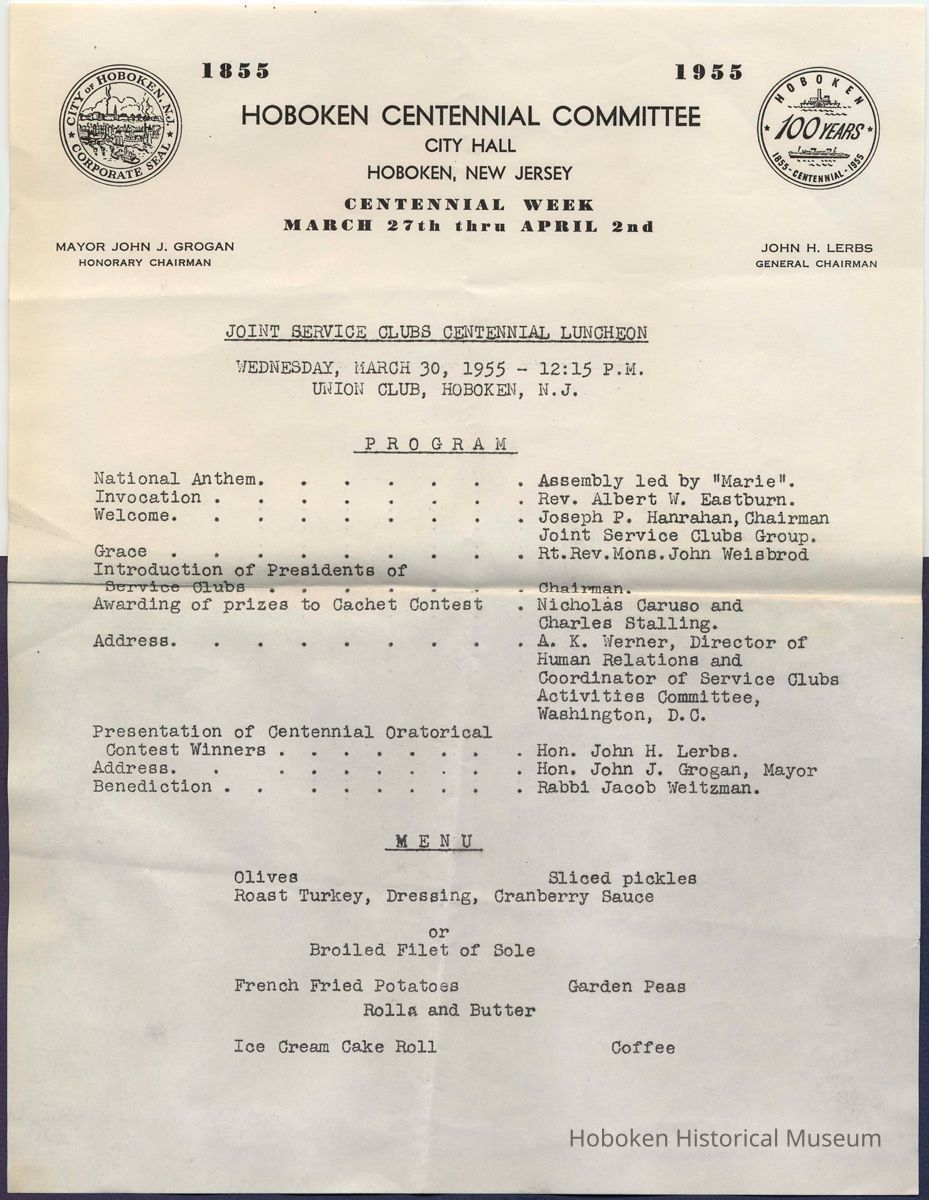 1855
1955
CITY OF HOBOKEN, N.J.
CORPORATE SEAL
HOBOKEN
100 YEARS
1855-CENTENNIAL-1955
HOBOKEN CENTENNIAL COMMITTEE
CITY HALL
HOBOKEN, NEW JERSEY
CENTENNIAL WEEK
MARCH 27th thru APRIL 2nd
MAYOR JOHN J. GROGAN
HONORARY CHAIRMAN
JOHN H. LERBS
GENERAL CHAIRMAN
JOINT SERVICE CLUBS CENTENNIAL LUNCHEON
WEDNESDAY, MARCH 30, 1955 - 12:15 P.M.
UNION CLUB, HOBOKEN, N.J.
P R O G R A M
National Anthem. . . . . . . . Assembly led by "Marie".
Invocation . . . . . . . . . Rev. Albert W. Eastburn.
Welcome. . . . . . . . . . Joseph P. Hanrahan, Chairman
Joint Service Clubs Group.
Grace . . . . . . . . . . Rt.Rev.Mons.John Weisbrod
Introduction of Presidents of
Service Clubs . . . . . . . Chairman.
Awarding of prizes to Cachet Contest . Nicholas Caruso and
Charles Stalling.
Address. . . . . . . . . . A. K. Werner, Director of
Human Relations and
Coordinator of Service Clubs
Activities Committee,
Washington, D.C.
Presentation of Centennial Oratorical
Contest Winners . . . . . . . . Hon. John H. Lerbs.
Address. . . . . . . . . . Hon. John J. Grogan, Mayor
Benediction . . . . . . . . . Rabbi Jacob Weitzman.
M E N U
Olives Sliced pickles
Roast Turkey, Dressing, Cranberry Sauce
or
Broiled Filet of Sole
French Fried Potatoes Garden Peas
Rolls and Butter
Ice Cream Cake Roll Coffee
Hoboken Historical Museum